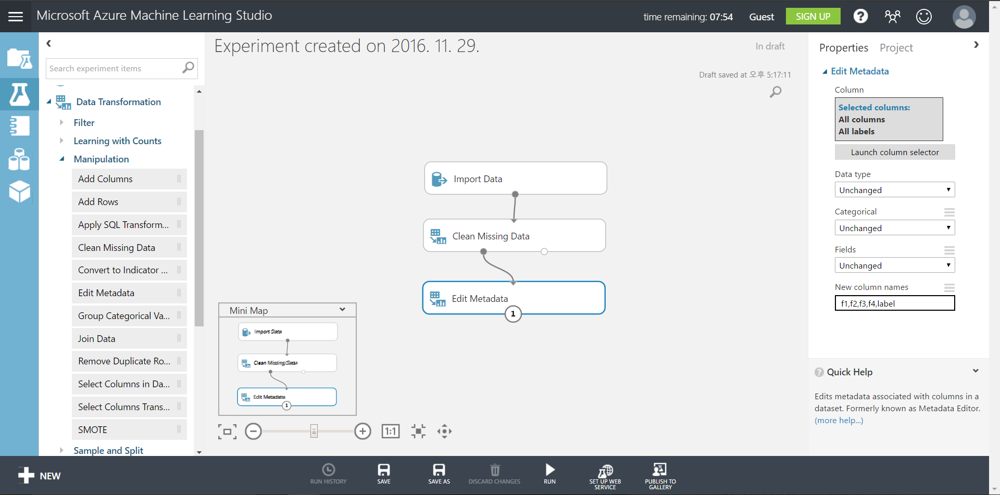 Microsoft Azure Machine Learning Studio
time remaining: 07:54
Guest
SIGN UP
?
Search experiment items
Data Transformation
Filter
Learning with Counts
Manipulation
Add Columns
Add Rows
Apply SQL Transform...
Clean Missing Data
Convert to Indicator ...
Edit Metadata
Group Categorical Va...
Join Data
Remove Duplicate Ro...
Select Columns in Da...
Select Columns Trans...
SMOTE
Sample and Split
Experiment created on 2016. 11. 29.
In draft
Draft saved at 오후 5:17:11
Import Data
Clean Missing Data
Edit Metadata
1
Mini Map
Import Data
Clean Missing Data
Edit Metadata
1
1:1
Properties
Project
Edit Metadata
Column
Selected columns:
All columns
All labels
Launch column selector
Data type
Unchanged
Categorical
Unchanged
Fields
Unchanged
New column names
f1,f2,f3,f4,label
? Quick Help
Edits metadata associated with columns in a
dataset. Formerly known as Metadata Editor.
(more help...)
NEW
RUN HISTORY
SAVE
SAVE AS
DISCARD CHANGES
RUN
SET UP WEB
SERVICE
PUBLISH TO
GALLERY